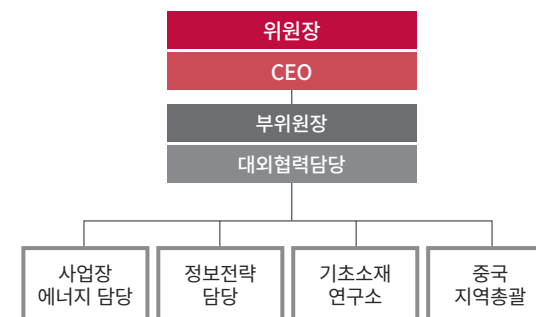 위원장
CEO
부위원장
대외협력담당
사업장
에너지 담당
정보전략
담당
기초소재
연구소
중국
지역총괄